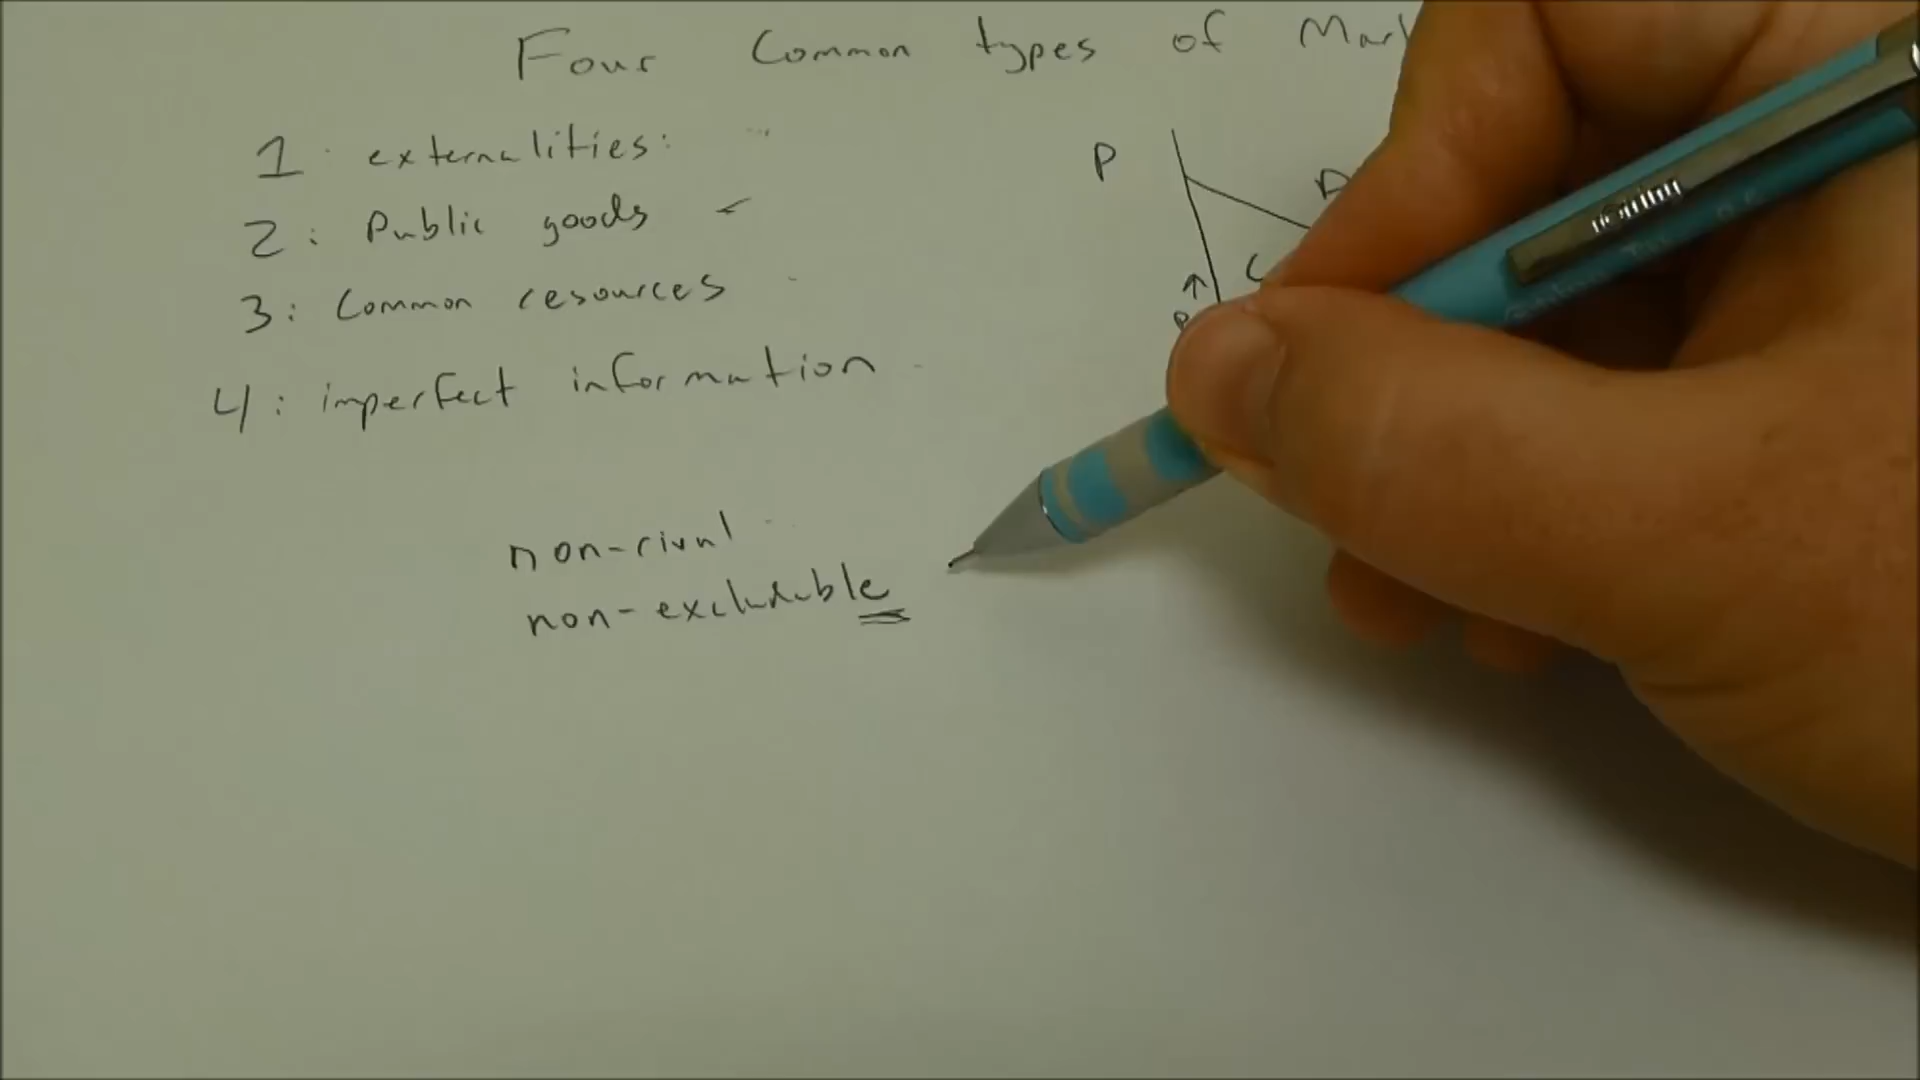 Four Common types of Mar
1: externalities:
2: Public goods
3: Common resources
4: imperfect information
P
C
non-rival
non-excludable